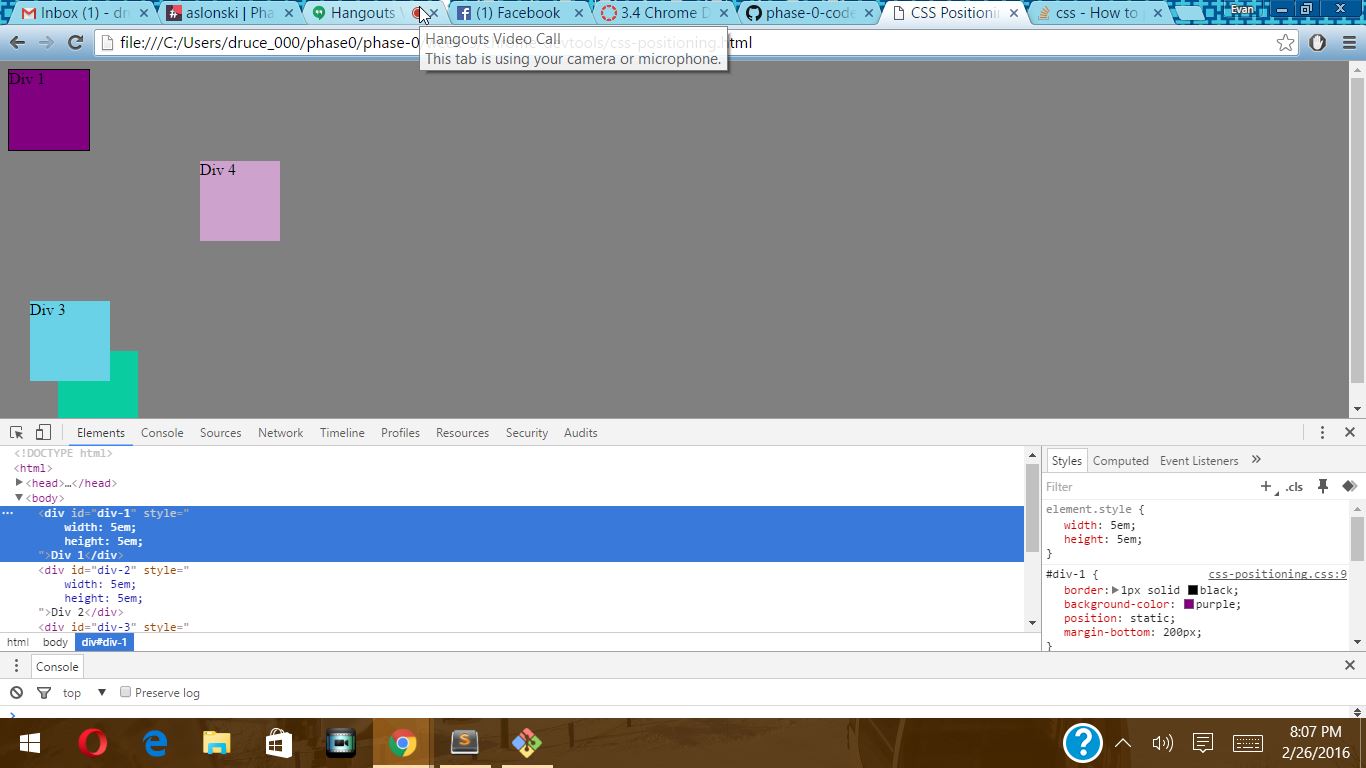 Inbox (1) - dr
aslonski | Pha
Hangouts V
(1) Facebook
3.4 Chrome D
phase-0-code
CSS Positioni
css - How to
Evan
file:///C:/Users/druce_000/phase0/phase-0 vtools/css-positioning.html
Hangouts Video Call
This tab is using your camera or microphone.
Div 1
Div 4
Div 3
Elements Console Sources Network Timeline Profiles Resources Security Audits
<!DOCTYPE html>
<html>
<head>…</head>
<body>
<div id="div-1" style="
width: 5em;
height: 5em;
">Div 1</div>
<div id="div-2" style="
width: 5em;
height: 5em;
">Div 2</div>
<div id="div-3" style="
html body div#div-1
Styles Computed Event Listeners »
Filter + .cls
element.style {
width: 5em;
height: 5em;
}
#div-1 { css-positioning.css:9
border: 1px solid black;
background-color: purple;
position: static;
margin-bottom: 200px;
}
Console
top Preserve log
8:07 PM
2/26/2016